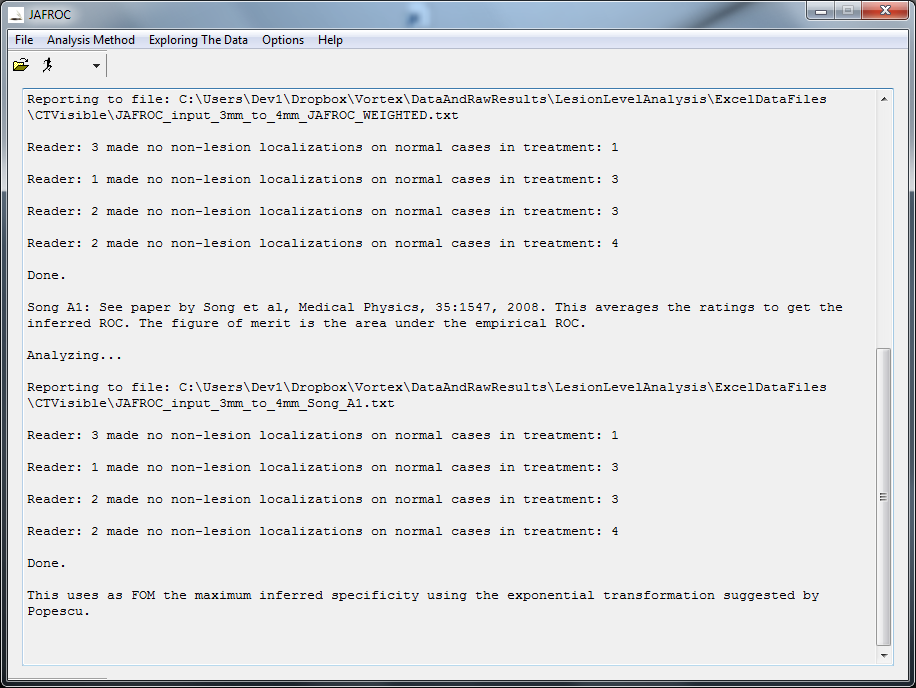 JAFROC
File Analysis Method Exploring The Data Options Help
Reporting to file: C:\Users\Dev1\Dropbox\Vortex\DataAndRawResults\LesionLevelAnalysis\ExcelDataFiles
\CTVisible\JAFROC_input_3mm_to_4mm_JAFROC_WEIGHTED.txt
Reader: 3 made no non-lesion localizations on normal cases in treatment: 1
Reader: 1 made no non-lesion localizations on normal cases in treatment: 3
Reader: 2 made no non-lesion localizations on normal cases in treatment: 3
Reader: 2 made no non-lesion localizations on normal cases in treatment: 4
Done.
Song A1: See paper by Song et al, Medical Physics, 35:1547, 2008. This averages the ratings to get the
inferred ROC. The figure of merit is the area under the empirical ROC.
Analyzing...
Reporting to file: C:\Users\Dev1\Dropbox\Vortex\DataAndRawResults\LesionLevelAnalysis\ExcelDataFiles
\CTVisible\JAFROC_input_3mm_to_4mm_Song_A1.txt
Reader: 3 made no non-lesion localizations on normal cases in treatment: 1
Reader: 1 made no non-lesion localizations on normal cases in treatment: 3
Reader: 2 made no non-lesion localizations on normal cases in treatment: 3
Reader: 2 made no non-lesion localizations on normal cases in treatment: 4
Done.
This uses as FOM the maximum inferred specificity using the exponential transformation suggested by
Popescu.